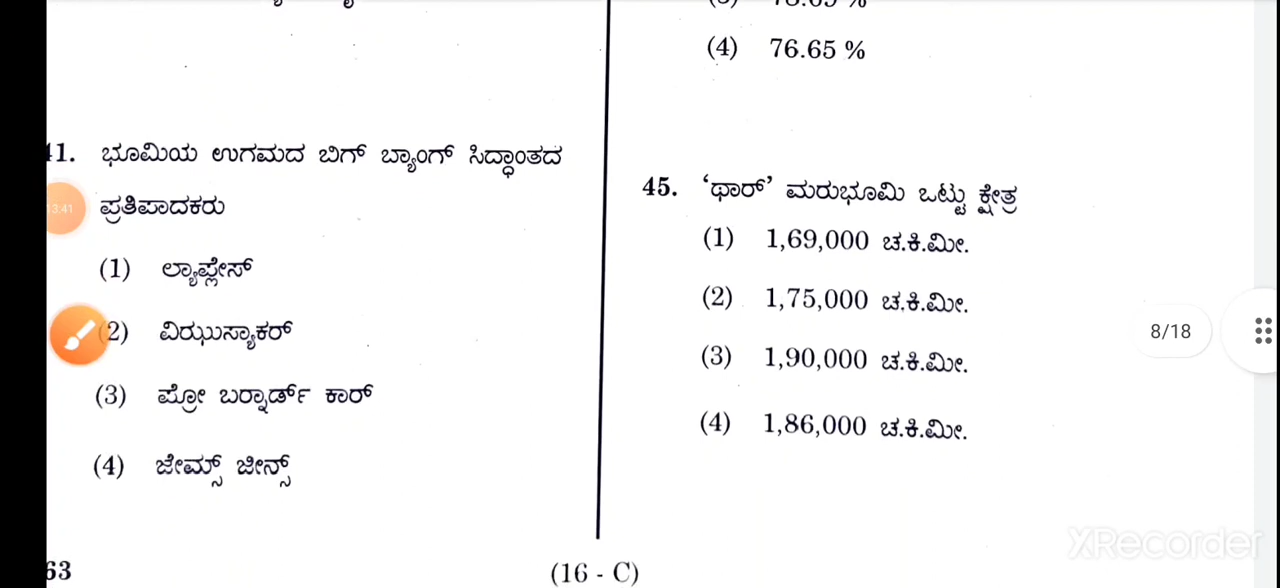 41. ಭೂಮಿಯ ಉಗಮದ ಬಿಗ್ ಬ್ಯಾಂಗ್ ಸಿದ್ಧಾಂತದ
ಪ್ರತಿಪಾದಕರು
13:41
(1) ಲ್ಯಾಪ್ಲೇಸ್
(2) ವಿಝುಸ್ಯಾಕರ್
(3) ಪ್ರೋ ಬರ್‍ನಾರ್ಡ್ ಕಾರ್
(4) ಜೇಮ್ಸ್ ಜೀನ್ಸ್
63
(16 - C)
(4) 76.65 %
45. ‘ಥಾರ್’ ಮರುಭೂಮಿ ಒಟ್ಟು ಕ್ಷೇತ್ರ
(1) 1,69,000 ಚ.ಕಿ.ಮೀ.
(2) 1,75,000 ಚ.ಕಿ.ಮೀ.
(3) 1,90,000 ಚ.ಕಿ.ಮೀ.
(4) 1,86,000 ಚ.ಕಿ.ಮೀ.
8/18
XRecorder